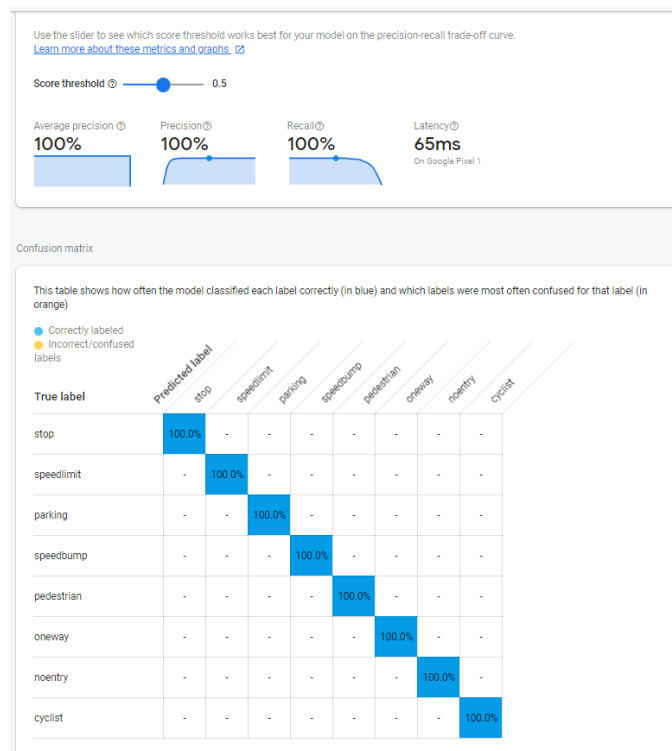 Use the slider to see which score threshold works best for your model on the precision-recall trade-off curve.
Learn more about these metrics and graphs
Score threshold 0.5
Average precision Precision Recall Latency
100% 100% 100% 65ms
On Google Pixel 1
Confusion matrix
This table shows how often the model classified each label correctly (in blue) and which labels were most often confused for that label (in
orange)
Correctly labeled
Incorrect/confused
labels
True label Predicted label stop speedlimit parking speedbump pedestrian oneway noentry cyclist
stop 100.0% - - - - - - -
speedlimit - 100.0% - - - - - -
parking - - 100.0% - - - - -
speedbump - - - 100.0% - - - -
pedestrian - - - - 100.0% - - -
oneway - - - - - 100.0% - -
noentry - - - - - - 100.0% -
cyclist - - - - - - - 100.0%